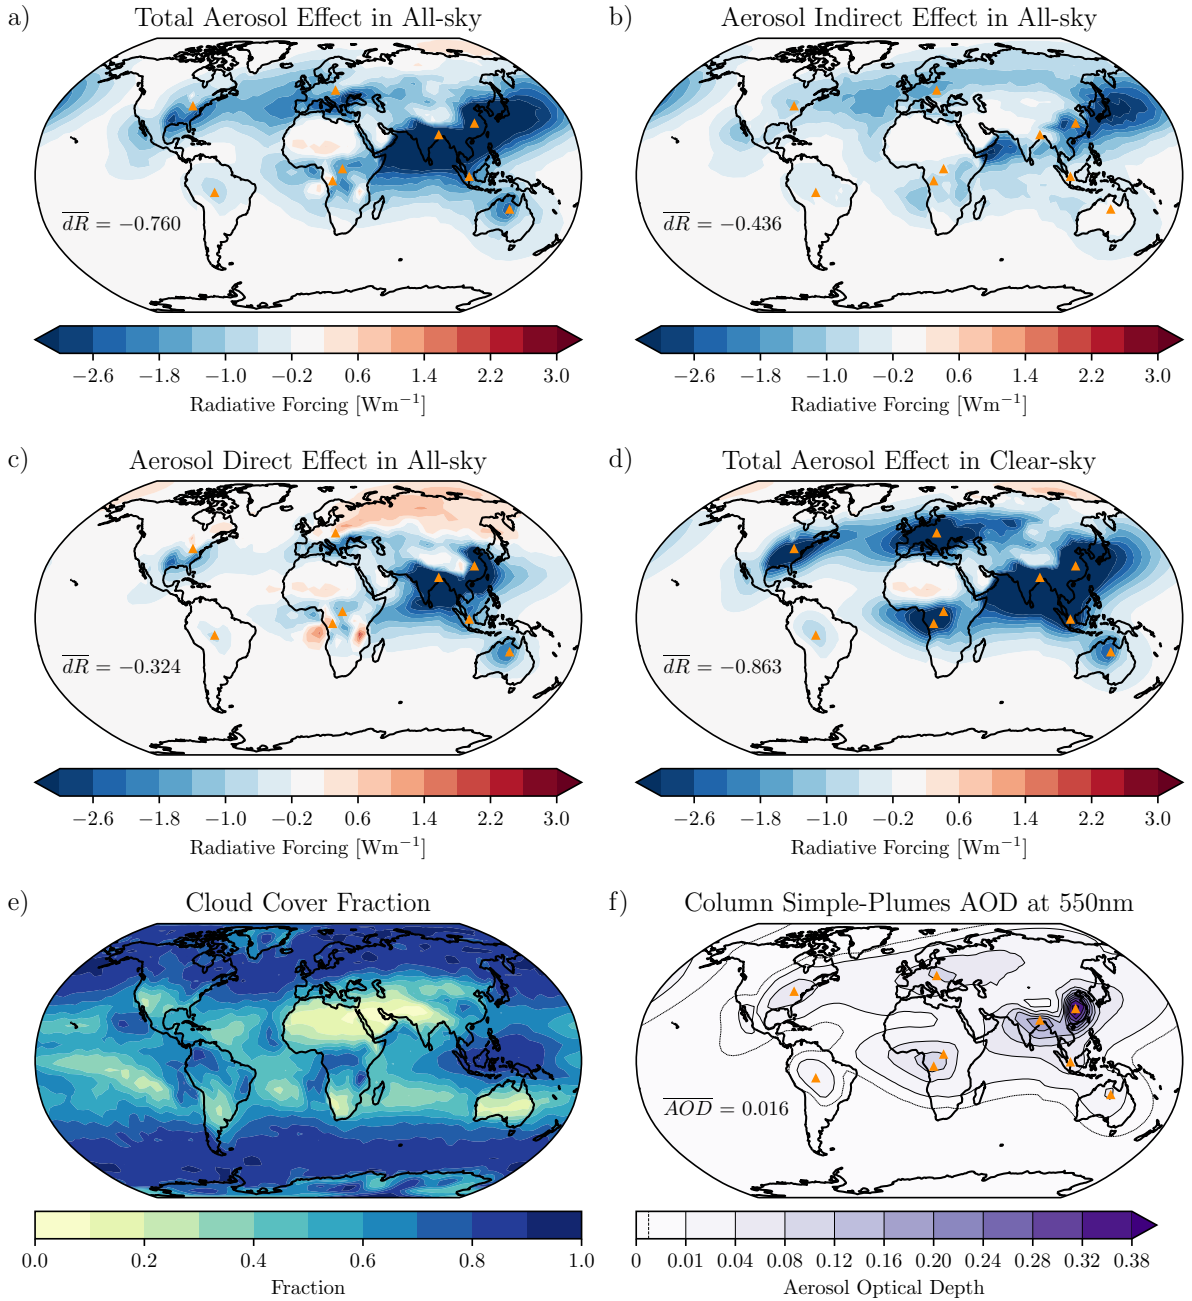 a) Total Aerosol Effect in All-sky
b) Aerosol Indirect Effect in All-sky
dR = −0.760
dR = −0.436
−2.6 −1.8 −1.0 −0.2 0.6 1.4 2.2 3.0
Radiative Forcing [Wm⁻¹]
−2.6 −1.8 −1.0 −0.2 0.6 1.4 2.2 3.0
Radiative Forcing [Wm⁻¹]
c) Aerosol Direct Effect in All-sky
d) Total Aerosol Effect in Clear-sky
dR = −0.324
dR = −0.863
−2.6 −1.8 −1.0 −0.2 0.6 1.4 2.2 3.0
Radiative Forcing [Wm⁻¹]
−2.6 −1.8 −1.0 −0.2 0.6 1.4 2.2 3.0
Radiative Forcing [Wm⁻¹]
e) Cloud Cover Fraction
f) Column Simple-Plumes AOD at 550nm
AOD = 0.016
0.0 0.2 0.4 0.6 0.8 1.0
Fraction
0 0.01 0.04 0.08 0.12 0.16 0.20 0.24 0.28 0.32 0.38
Aerosol Optical Depth